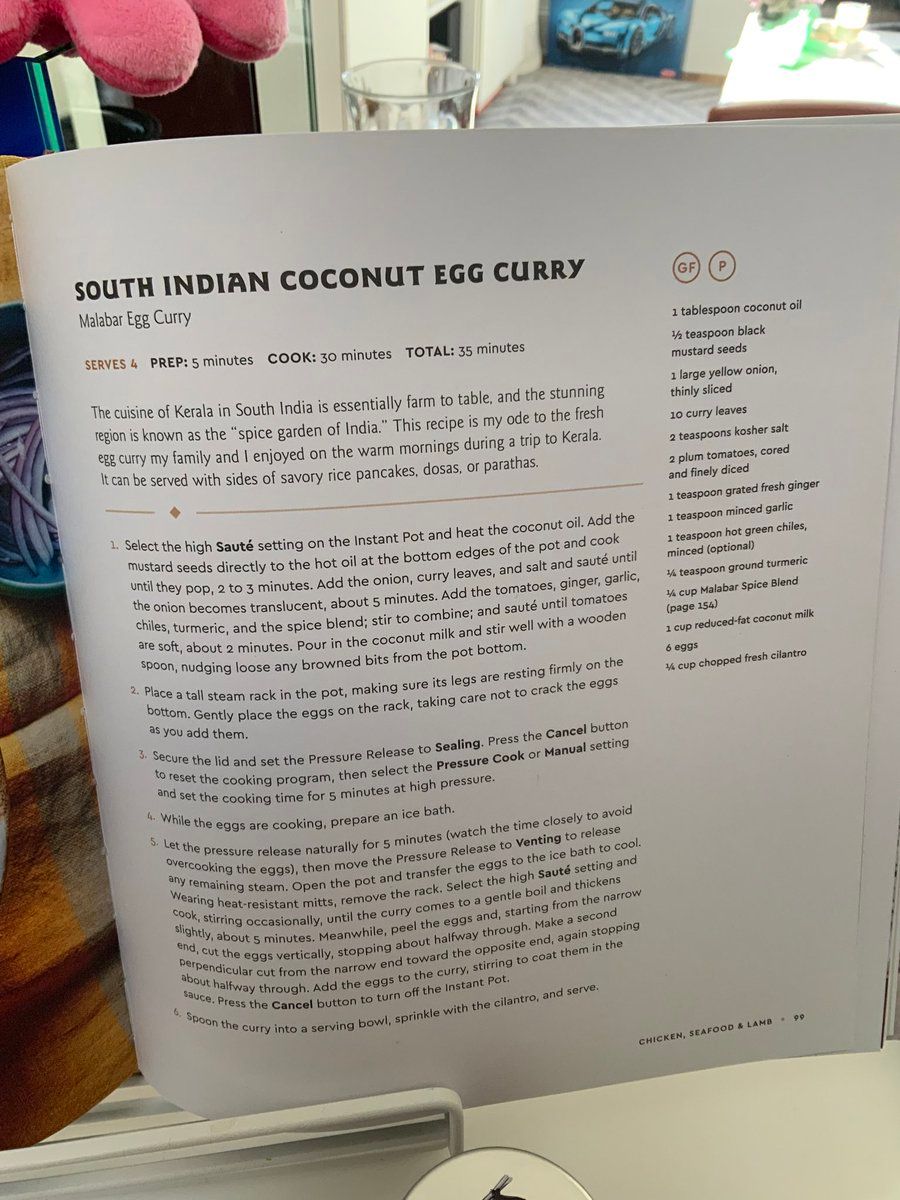 SOUTH INDIAN COCONUT EGG CURRY
Malabar Egg Curry
SERVES 4 PREP: 5 minutes COOK: 30 minutes TOTAL: 35 minutes
The cuisine of Kerala in South India is essentially farm to table, and the stunning
region is known as the “spice garden of India.” This recipe is my ode to the fresh
egg curry my family and I enjoyed on the warm mornings during a trip to Kerala.
It can be served with sides of savory rice pancakes, dosas, or parathas.
1. Select the high Sauté setting on the Instant Pot and heat the coconut oil. Add the
mustard seeds directly to the hot oil at the bottom edges of the pot and cook
until they pop, 2 to 3 minutes. Add the onion, curry leaves, and salt and sauté until
the onion becomes translucent, about 5 minutes. Add the tomatoes, ginger, garlic,
chiles, turmeric, and the spice blend; stir to combine; and sauté until tomatoes
are soft, about 2 minutes. Pour in the coconut milk and stir well with a wooden
spoon, nudging loose any browned bits from the pot bottom.
2. Place a tall steam rack in the pot, making sure its legs are resting firmly on the
bottom. Gently place the eggs on the rack, taking care not to crack the eggs
as you add them.
3. Secure the lid and set the Pressure Release to Sealing. Press the Cancel button
to reset the cooking program, then select the Pressure Cook or Manual setting
and set the cooking time for 5 minutes at high pressure.
4. While the eggs are cooking, prepare an ice bath.
5. Let the pressure release naturally for 5 minutes (watch the time closely to avoid
overcooking the eggs), then move the Pressure Release to Venting to release
any remaining steam. Open the pot and transfer the eggs to the ice bath to cool.
Wearing heat-resistant mitts, remove the rack. Select the high Sauté setting and
cook, stirring occasionally, until the curry comes to a gentle boil and thickens
slightly, about 5 minutes. Meanwhile, peel the eggs and, starting from the narrow
end, cut the eggs vertically, stopping about halfway through. Make a second
perpendicular cut from the narrow end toward the opposite end, again stopping
about halfway through. Add the eggs to the curry, stirring to coat them in the
sauce. Press the Cancel button to turn off the Instant Pot.
6. Spoon the curry into a serving bowl, sprinkle with the cilantro, and serve.
GF P
1 tablespoon coconut oil
½ teaspoon black
mustard seeds
1 large yellow onion,
thinly sliced
10 curry leaves
2 teaspoons kosher salt
2 plum tomatoes, cored
and finely diced
1 teaspoon grated fresh ginger
1 teaspoon minced garlic
1 teaspoon hot green chiles,
minced (optional)
¼ teaspoon ground turmeric
¼ cup Malabar Spice Blend
(page 154)
1 cup reduced-fat coconut milk
6 eggs
¼ cup chopped fresh cilantro
CHICKEN, SEAFOOD & LAMB • 99